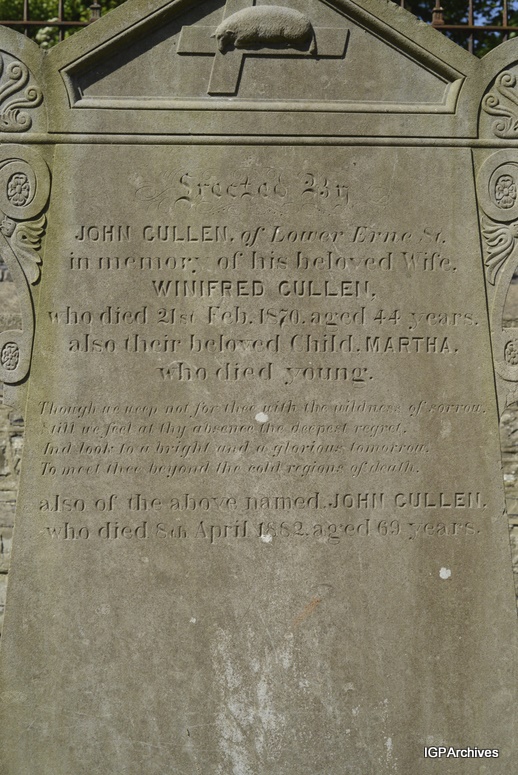 Erected By
JOHN CULLEN, of Lower Erne St.
in memory of his beloved Wife,
WINIFRED CULLEN,
who died 21st Feb. 1870. aged 44 years.
also their beloved Child. MARTHA.
who died young.
Though we weep not for thee with the wildness of sorrow.
Still we feel at thy absence the deepest regret,
And look to a bright and a glorious tomorrow.
To meet thee beyond the cold regions of death.
also of the above named JOHN CULLEN.
who died 8th April 1882. aged 69 years.
IGPArchives